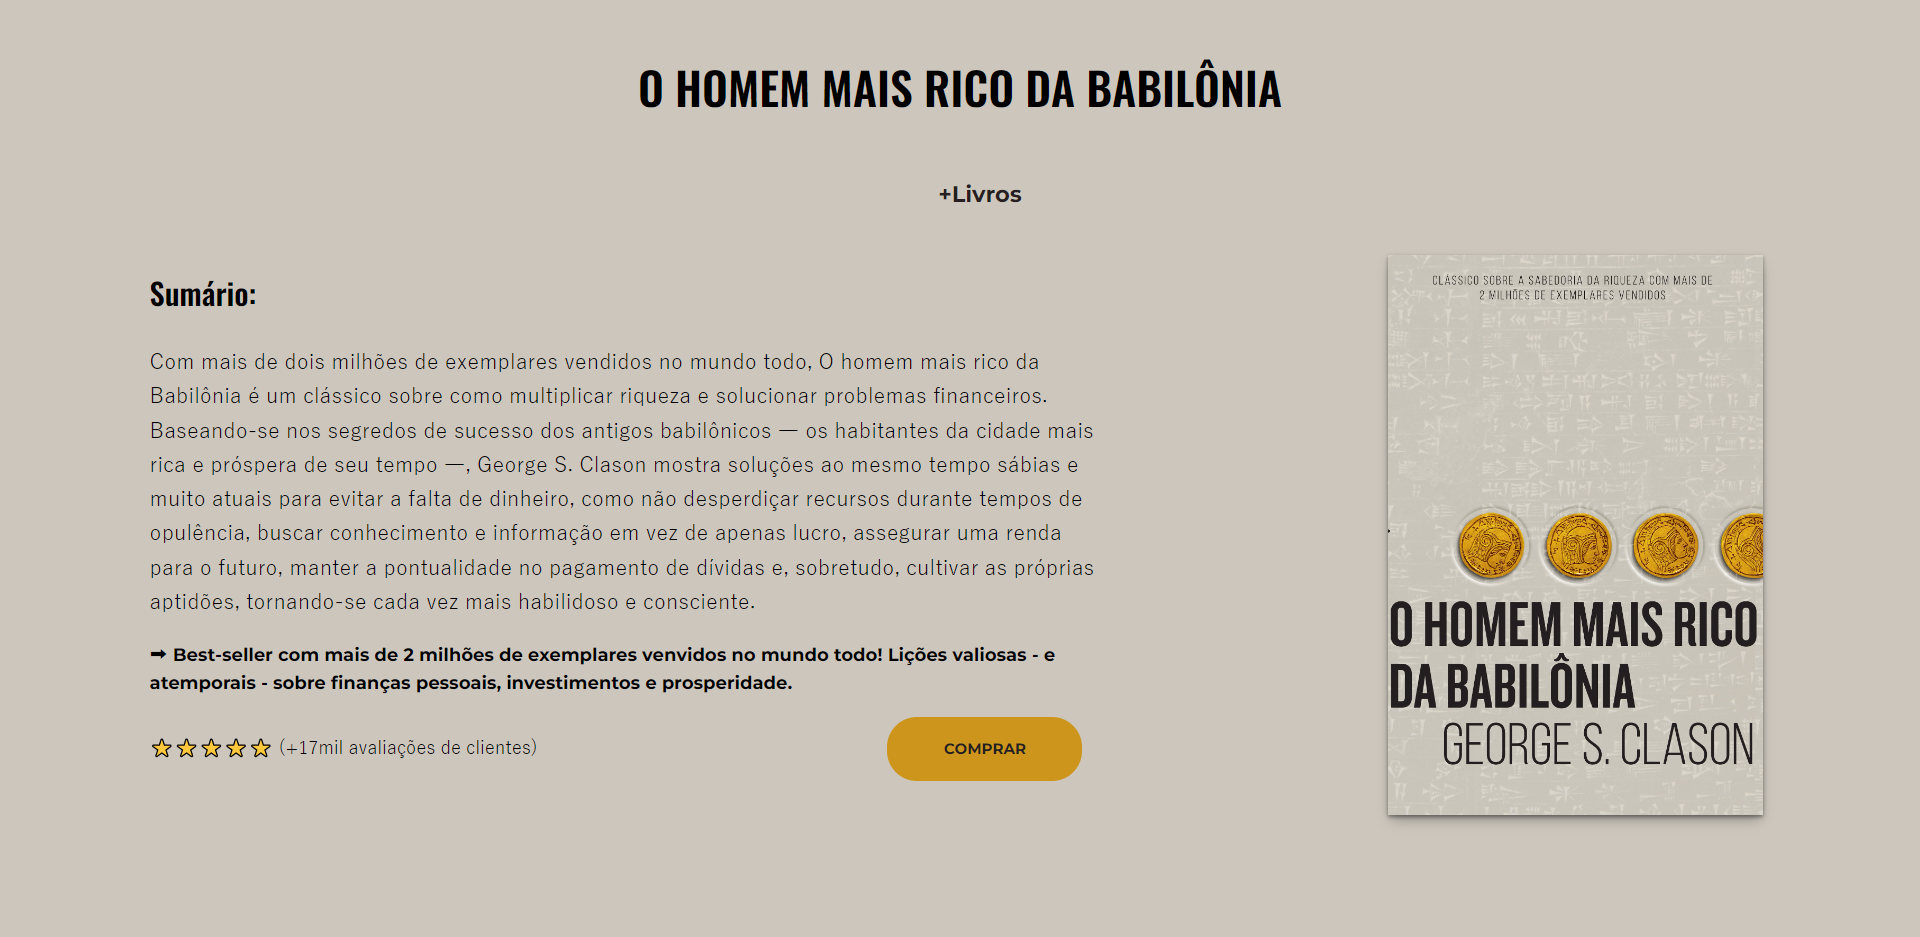 O HOMEM MAIS RICO DA BABILÔNIA
+Livros
Sumário:
Com mais de dois milhões de exemplares vendidos no mundo todo, O homem mais rico da
Babilônia é um clássico sobre como multiplicar riqueza e solucionar problemas financeiros.
Baseando-se nos segredos de sucesso dos antigos babilônicos — os habitantes da cidade mais
rica e próspera de seu tempo —, George S. Clason mostra soluções ao mesmo tempo sábias e
muito atuais para evitar a falta de dinheiro, como não desperdiçar recursos durante tempos de
opulência, buscar conhecimento e informação em vez de apenas lucro, assegurar uma renda
para o futuro, manter a pontualidade no pagamento de dívidas e, sobretudo, cultivar as próprias
aptidões, tornando-se cada vez mais habilidoso e consciente.
➞ Best-seller com mais de 2 milhões de exemplares venvidos no mundo todo! Lições valiosas - e
atemporais - sobre finanças pessoais, investimentos e prosperidade.
(+17mil avaliações de clientes)
COMPRAR
CLÁSSICO SOBRE A SABEDORIA DA RIQUEZA COM MAIS DE
2 MILHÕES DE EXEMPLARES VENDIDOS
O HOMEM MAIS RICO
DA BABILÔNIA
GEORGE S. CLASON